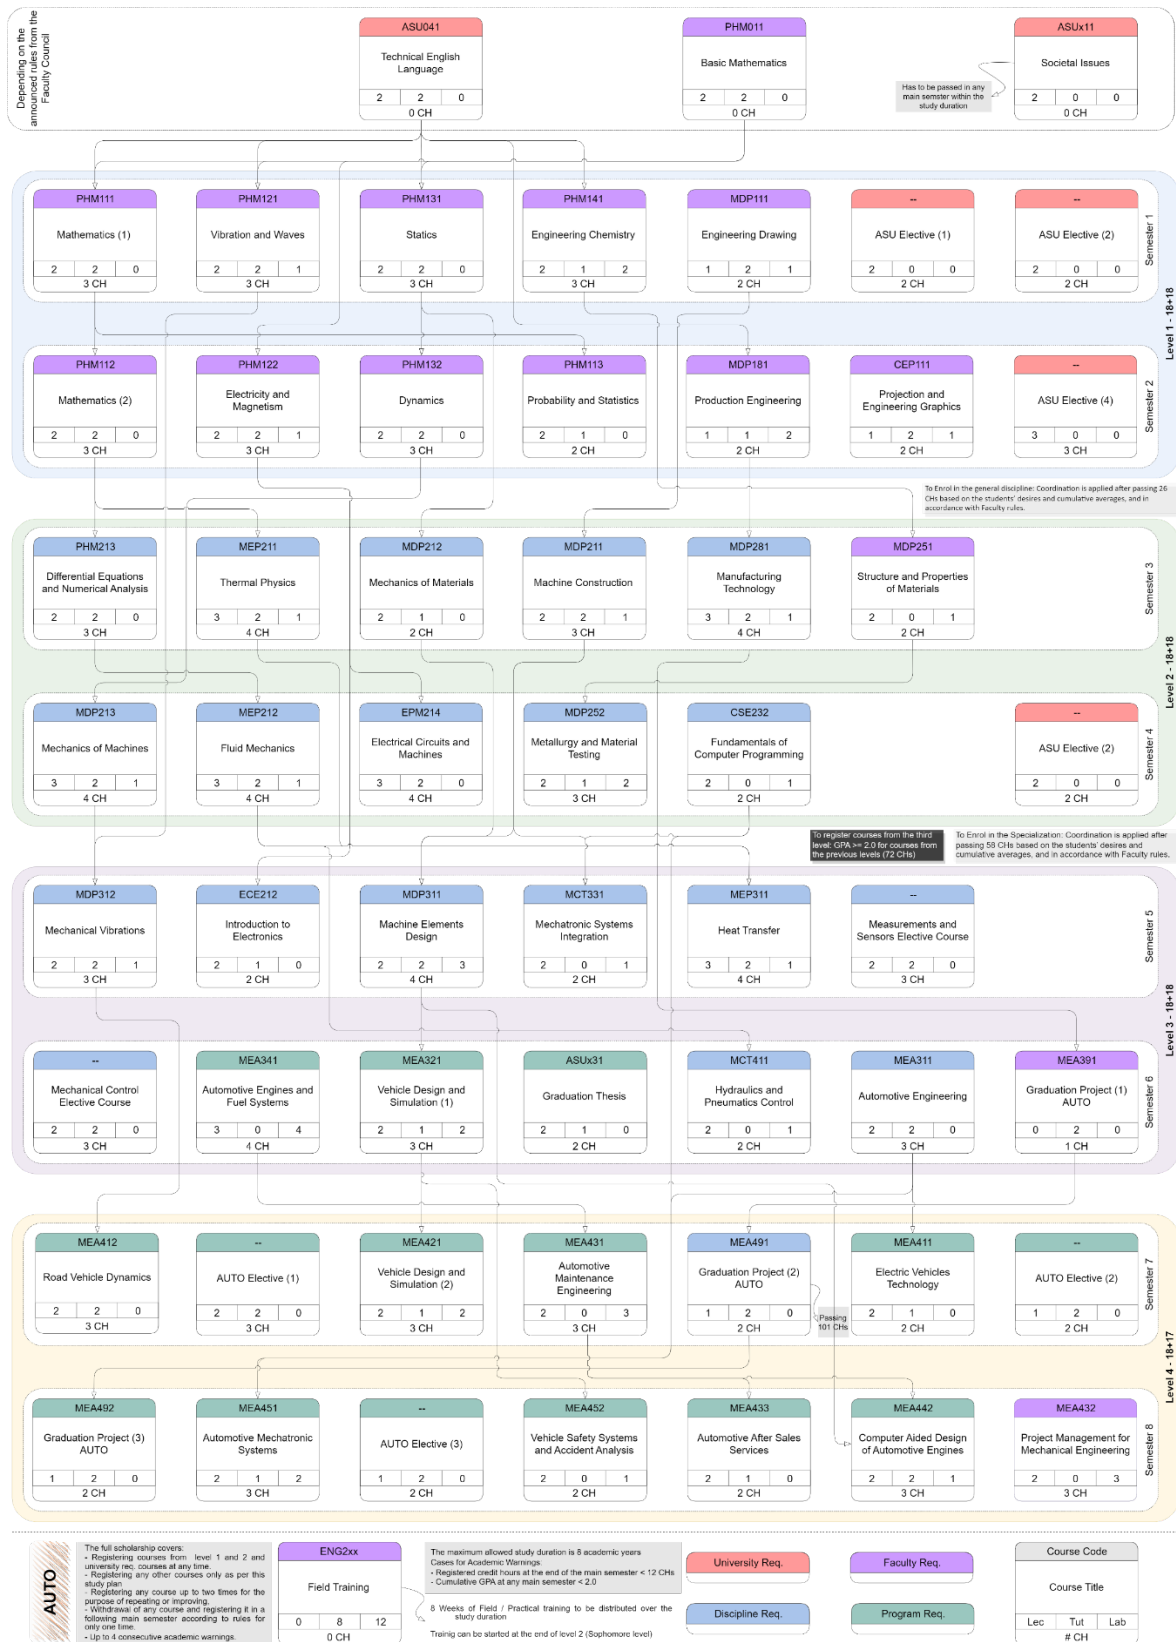 Depending on the
announced rules from the
Faculty Council
ASU041
Technical English
Language
2 2 0
0 CH
PHM011
Basic Mathematics
2 2 0
0 CH
Has to be passed in any
main semster within the
study duration
ASUx11
Societal Issues
2 0 0
0 CH
Level 1 - 18+18
Semester 1
PHM111
Mathematics (1)
2 2 0
3 CH
PHM121
Vibration and Waves
2 2 1
3 CH
PHM131
Statics
2 2 0
3 CH
PHM141
Engineering Chemistry
2 1 2
3 CH
MDP111
Engineering Drawing
1 2 1
2 CH
--
ASU Elective (1)
2 0 0
2 CH
--
ASU Elective (2)
2 0 0
2 CH
Semester 2
PHM112
Mathematics (2)
2 2 0
3 CH
PHM122
Electricity and
Magnetism
2 2 1
3 CH
PHM132
Dynamics
2 2 0
3 CH
PHM113
Probability and Statistics
2 1 0
2 CH
MDP181
Production Engineering
1 1 2
2 CH
CEP111
Projection and
Engineering Graphics
1 2 1
2 CH
--
ASU Elective (4)
3 0 0
3 CH
To Enrol in the general discipline: Coordination is applied after passing 26
CHs based on the students' desires and cumulative averages, and in
accordance with Faculty rules.
Level 2 - 18+18
Semester 3
PHM213
Differential Equations
and Numerical Analysis
2 2 0
3 CH
MEP211
Thermal Physics
3 2 1
4 CH
MDP212
Mechanics of Materials
2 1 0
2 CH
MDP211
Machine Construction
2 2 1
3 CH
MDP281
Manufacturing
Technology
3 2 1
4 CH
MDP251
Structure and Properties
of Materials
2 0 1
2 CH
Semester 4
MDP213
Mechanics of Machines
3 2 1
4 CH
MEP212
Fluid Mechanics
3 2 1
4 CH
EPM214
Electrical Circuits and
Machines
3 2 0
4 CH
MDP252
Metallurgy and Material
Testing
2 1 2
3 CH
CSE232
Fundamentals of
Computer Programming
2 0 1
2 CH
--
ASU Elective (2)
2 0 0
2 CH
To register courses from the third
level: GPA >= 2.0 for courses from
the previous levels (72 CHs)
To Enrol in the Specialization: Coordination is applied after
passing 58 CHs based on the students' desires and
cumulative averages, and in accordance with Faculty rules.
Level 3 - 18+18
Semester 5
MDP312
Mechanical Vibrations
2 2 1
3 CH
ECE212
Introduction to
Electronics
2 1 0
2 CH
MDP311
Machine Elements
Design
2 2 3
4 CH
MCT331
Mechatronic Systems
Integration
2 0 1
2 CH
MEP311
Heat Transfer
3 2 1
4 CH
--
Measurements and
Sensors Elective Course
2 2 0
3 CH
Semester 6
--
Mechanical Control
Elective Course
2 2 0
3 CH
MEA341
Automotive Engines and
Fuel Systems
3 0 4
4 CH
MEA321
Vehicle Design and
Simulation (1)
2 1 2
3 CH
ASUx31
Graduation Thesis
2 1 0
2 CH
MCT411
Hydraulics and
Pneumatics Control
2 0 1
2 CH
MEA311
Automotive Engineering
2 2 0
3 CH
MEA391
Graduation Project (1)
AUTO
0 2 0
1 CH
Level 4 - 18+17
Semester 7
MEA412
Road Vehicle Dynamics
2 2 0
3 CH
--
AUTO Elective (1)
2 2 0
3 CH
MEA421
Vehicle Design and
Simulation (2)
2 1 2
3 CH
MEA431
Automotive
Maintenance
Engineering
2 0 3
3 CH
MEA491
Graduation Project (2)
AUTO
1 2 0
2 CH
Passing
101 CHs
MEA411
Electric Vehicles
Technology
2 1 0
2 CH
--
AUTO Elective (2)
1 2 0
2 CH
Semester 8
MEA492
Graduation Project (3)
AUTO
1 2 0
2 CH
MEA451
Automotive Mechatronic
Systems
2 1 2
3 CH
--
AUTO Elective (3)
1 2 0
2 CH
MEA452
Vehicle Safety Systems
and Accident Analysis
2 0 1
2 CH
MEA433
Automotive After Sales
Services
2 1 0
2 CH
MEA442
Computer Aided Design
of Automotive Engines
2 2 1
3 CH
MEA432
Project Management for
Mechanical Engineering
2 0 3
3 CH
AUTO
The full scholarship covers:
- Registering courses from level 1 and 2 and
university req. courses at any time.
- Registering any other courses only as per this
study plan
- Registering any course up to two times for the
purpose of repeating or improving,
- Withdrawal of any course and registering it in a
following main semester according to rules for
only one time.
- Up to 4 consecutive academic warnings.
ENG2xx
Field Training
0 8 12
0 CH
The maximum allowed study duration is 8 academic years
Cases for Academic Warnings:
- Registered credit hours at the end of the main semester < 12 CHs
- Cumulative GPA at any main semester < 2.0
8 Weeks of Field / Practical training to be distributed over the
study duration
Trainig can be started at the end of level 2 (Sophomore level)
University Req.
Faculty Req.
Discipline Req.
Program Req.
Course Code
Course Title
Lec Tut Lab
# CH